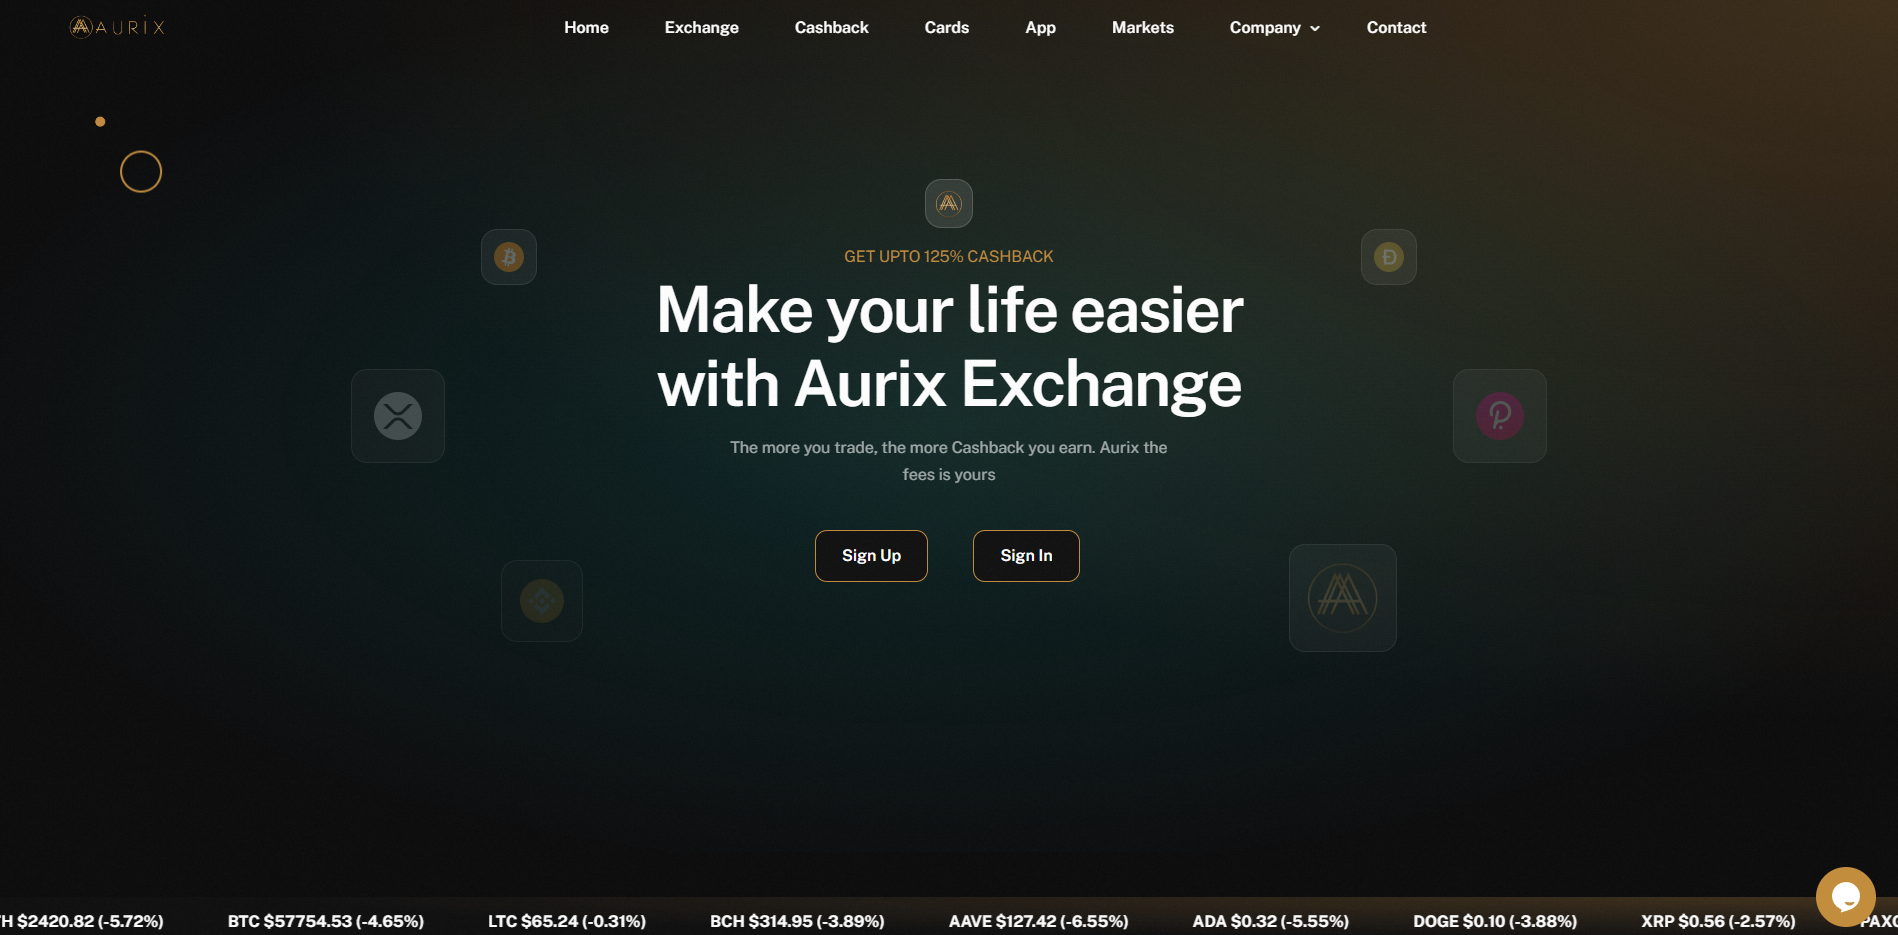 AURIX
Home
Exchange
Cashback
Cards
App
Markets
Company
Contact
GET UPTO 125% CASHBACK
Make your life easier
with Aurix Exchange
The more you trade, the more Cashback you earn. Aurix the
fees is yours
Sign Up
Sign In
TH $2420.82 (-5.72%) BTC $57754.53 (-4.65%) LTC $65.24 (-0.31%) BCH $314.95 (-3.89%) AAVE $127.42 (-6.55%) ADA $0.32 (-5.55%) DOGE $0.10 (-3.88%) XRP $0.56 (-2.57%) PAXG